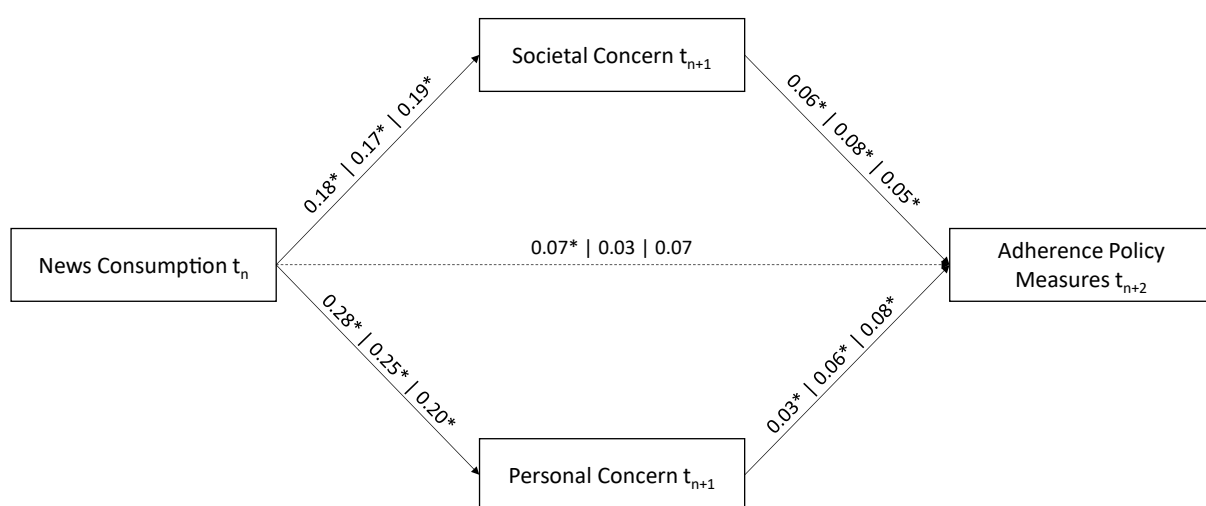 Societal Concern tn+1
0.18* | 0.17* | 0.19*
0.06* | 0.08* | 0.05*
News Consumption tn
0.07* | 0.03 | 0.07
Adherence Policy
Measures tn+2
0.28* | 0.25* | 0.20*
0.03* | 0.06* | 0.08*
Personal Concern tn+1